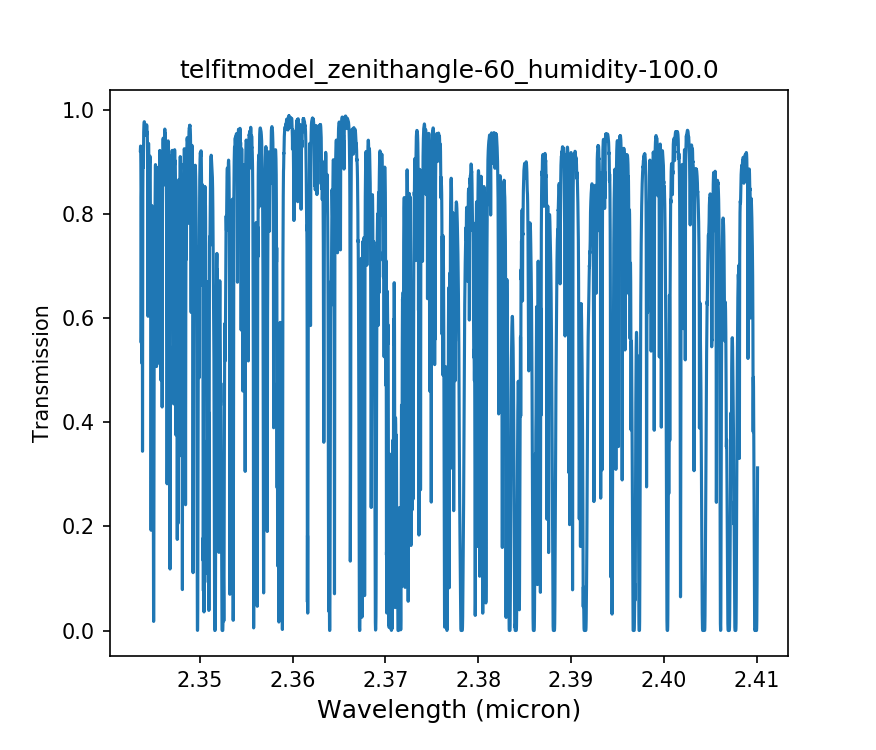 telfitmodel_zenithangle-60_humidity-100.0
1.0
0.8
0.6
0.4
0.2
0.0
Transmission
2.35 2.36 2.37 2.38 2.39 2.40 2.41
Wavelength (micron)